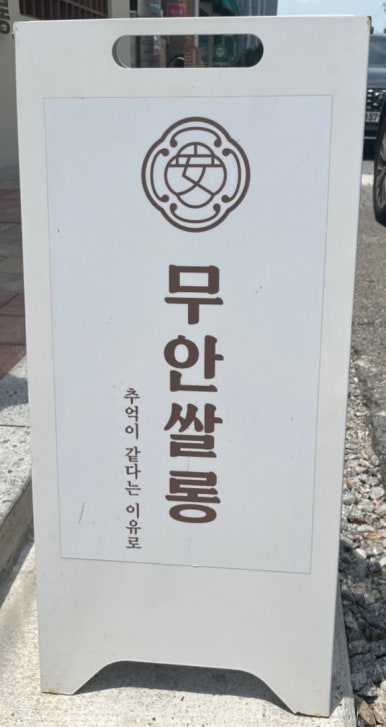 安
무안쌀롱
추억이 같다는 이유로